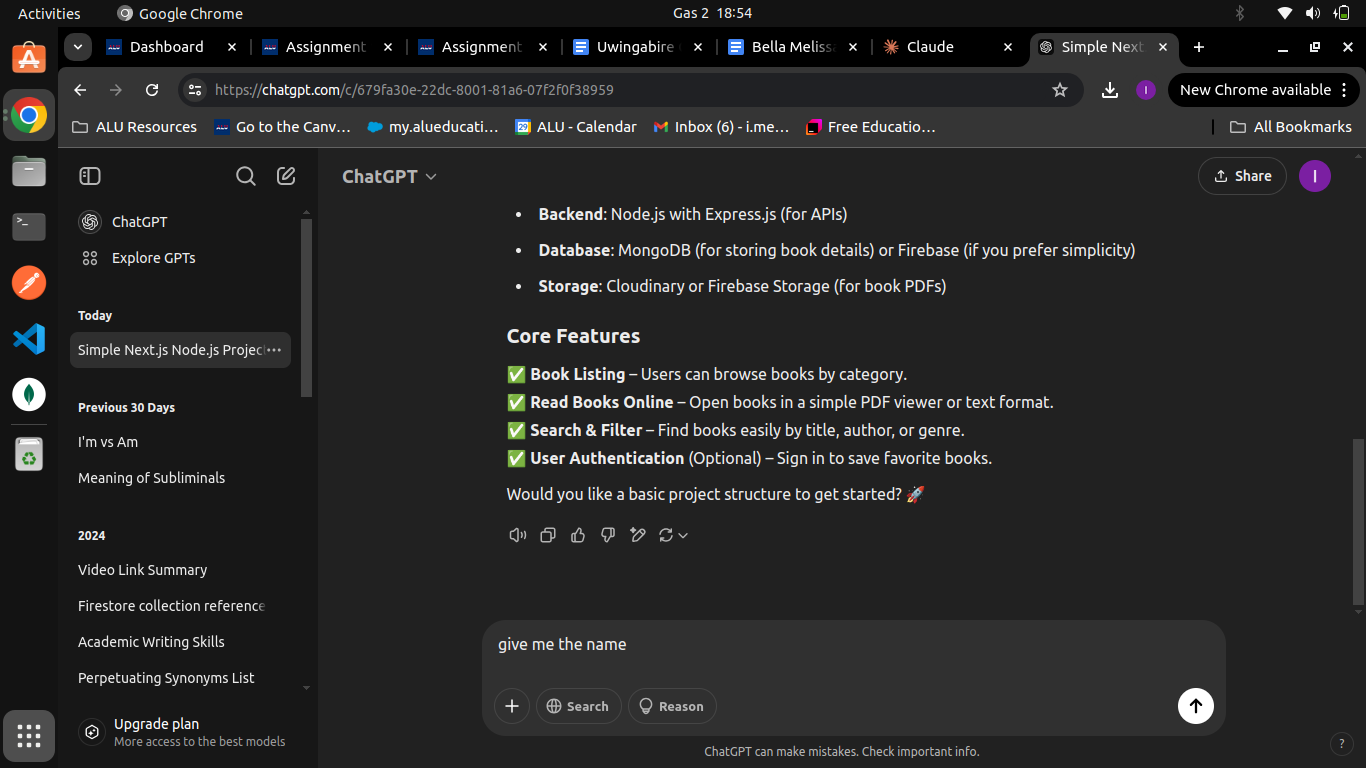 Activities Google Chrome Gas 2 18:54
Dashboard Assignment Assignment Uwingabire Bella Meliss Claude Simple Next
https://chatgpt.com/c/679fa30e-22dc-8001-81a6-07f2f0f38959 I New Chrome available
ALU Resources Go to the Canv... my.alueducati... ALU - Calendar Inbox (6) - i.me... Free Educatio... All Bookmarks
ChatGPT
Explore GPTs
Today
Simple Next.js Node.js Project
Previous 30 Days
I'm vs Am
Meaning of Subliminals
2024
Video Link Summary
Firestore collection reference
Academic Writing Skills
Perpetuating Synonyms List
Upgrade plan
More access to the best models
ChatGPT Share I
• Backend: Node.js with Express.js (for APIs)
• Database: MongoDB (for storing book details) or Firebase (if you prefer simplicity)
• Storage: Cloudinary or Firebase Storage (for book PDFs)
Core Features
✅ Book Listing – Users can browse books by category.
✅ Read Books Online – Open books in a simple PDF viewer or text format.
✅ Search & Filter – Find books easily by title, author, or genre.
✅ User Authentication (Optional) – Sign in to save favorite books.
Would you like a basic project structure to get started? 🚀
give me the name
Search Reason
ChatGPT can make mistakes. Check important info.
?